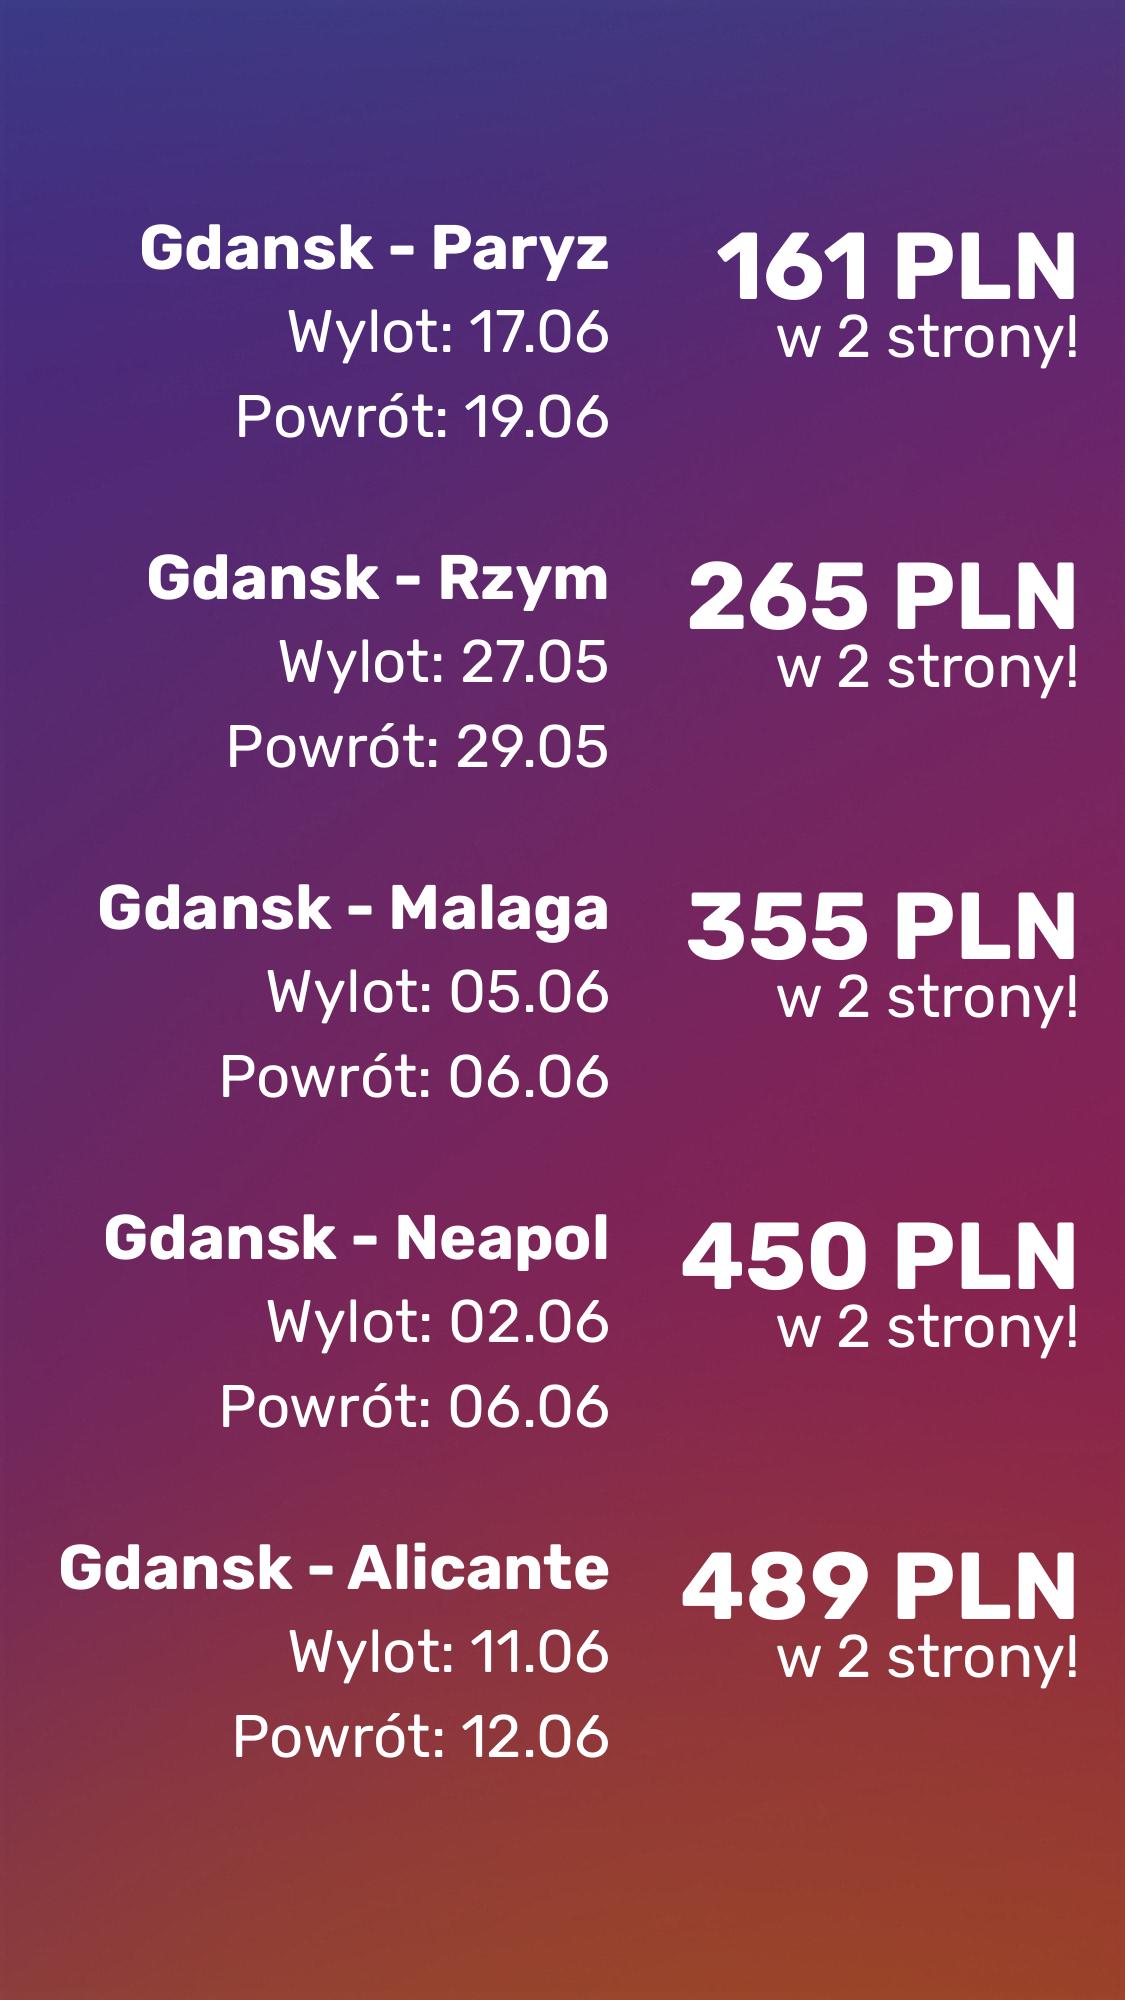 Gdansk - Paryz
161 PLN
Wylot: 17.06
w 2 strony!
Powrót: 19.06
Gdansk - Rzym
265 PLN
Wylot: 27.05
w 2 strony!
Powrót: 29.05
Gdansk - Malaga
355 PLN
Wylot: 05.06
w 2 strony!
Powrót: 06.06
Gdansk - Neapol
450 PLN
Wylot: 02.06
w 2 strony!
Powrót: 06.06
Gdansk - Alicante
489 PLN
Wylot: 11.06
w 2 strony!
Powrót: 12.06